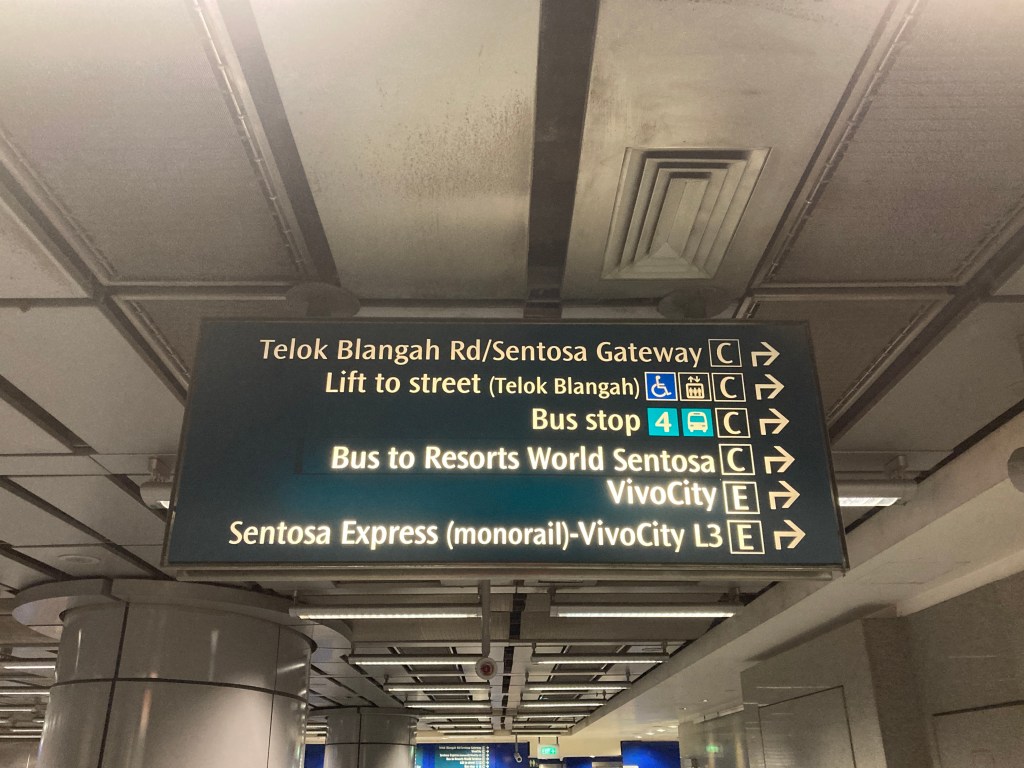 Telok Blangah Rd/Sentosa Gateway C
Lift to street (Telok Blangah) C
Bus stop 4 C
Bus to Resorts World Sentosa C
VivoCity E
Sentosa Express (monorail)-VivoCity L3 E